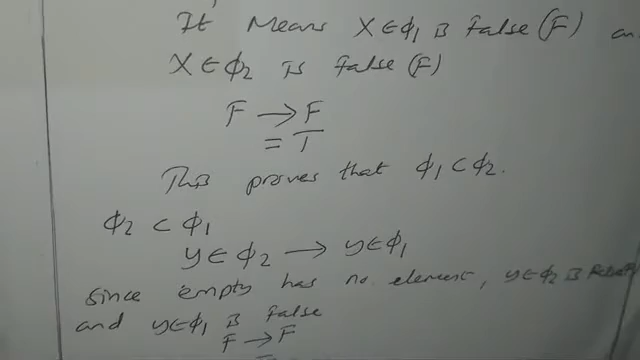 It Means X∈ϕ₁ is false (F) an
X∈ϕ₂ is false (F)
F → F
= T
This proves that ϕ₁⊂ϕ₂.
ϕ₂ ⊂ ϕ₁
y∈ϕ₂ → y∈ϕ₁
Since empty has no element, y∈ϕ₂ is
and y∈ϕ₁ is false
F → F
=